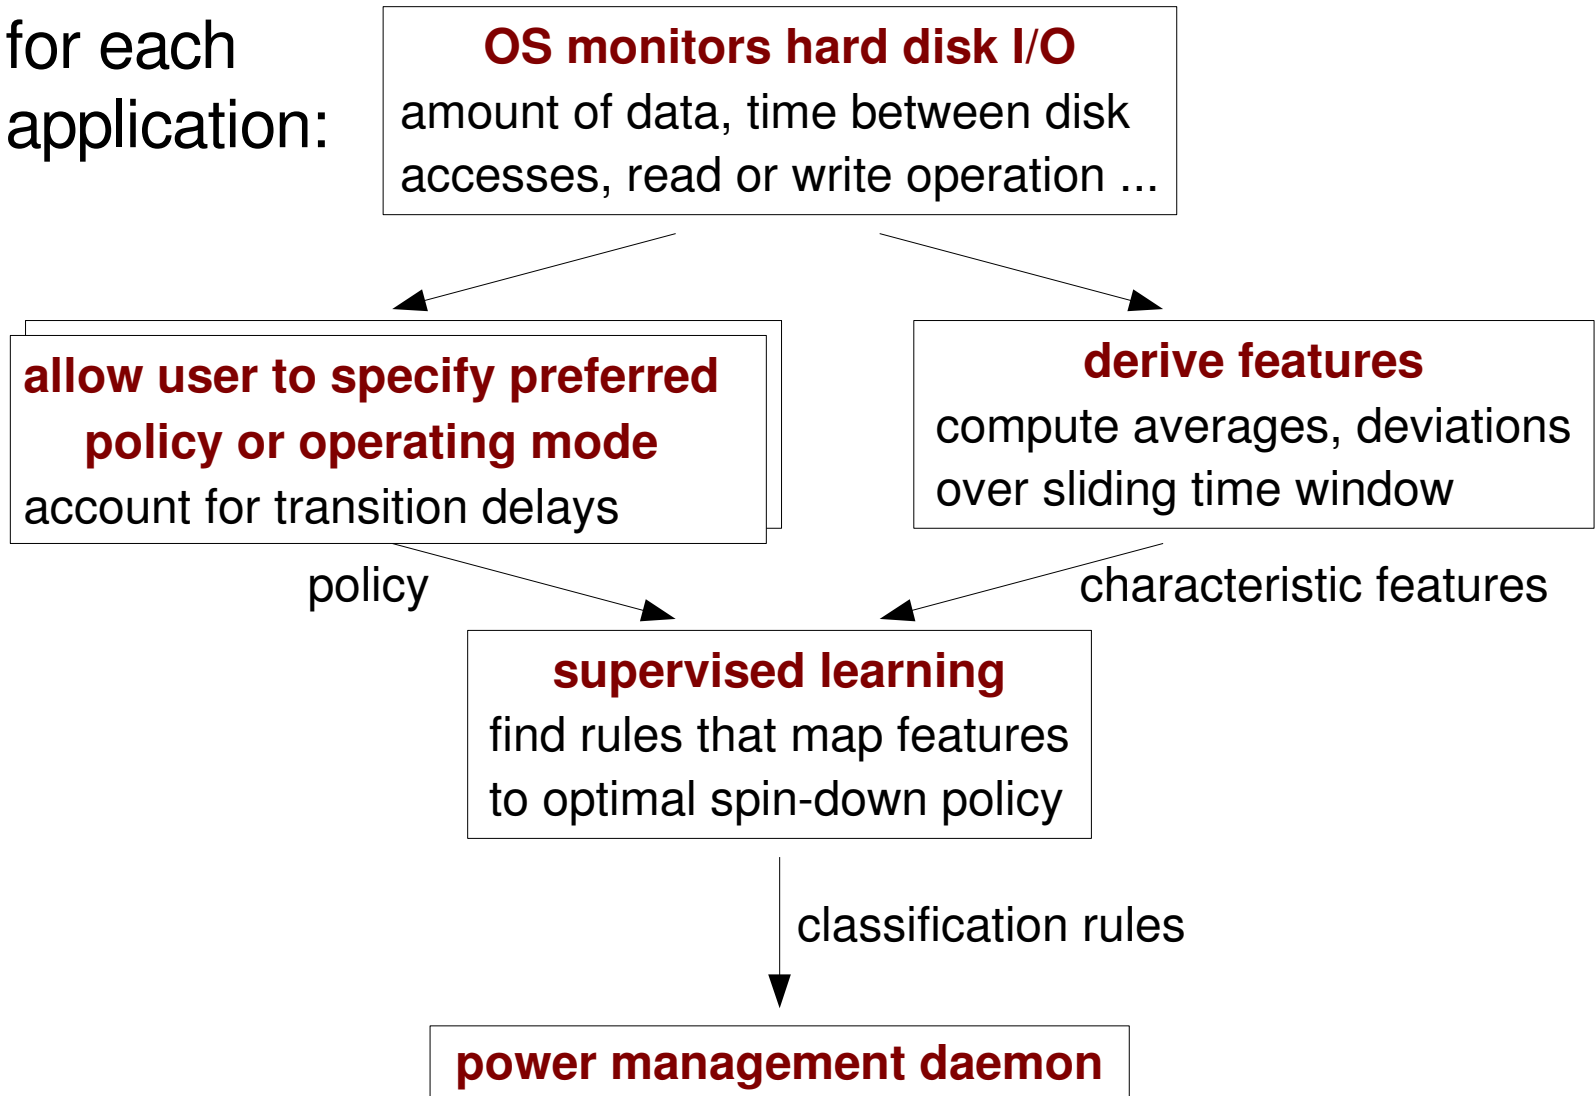 for each
application:
OS monitors hard disk I/O
amount of data, time between disk
accesses, read or write operation ...
allow user to specify preferred
policy or operating mode
account for transition delays
derive features
compute averages, deviations
over sliding time window
policy
characteristic features
supervised learning
find rules that map features
to optimal spin-down policy
classification rules
power management daemon